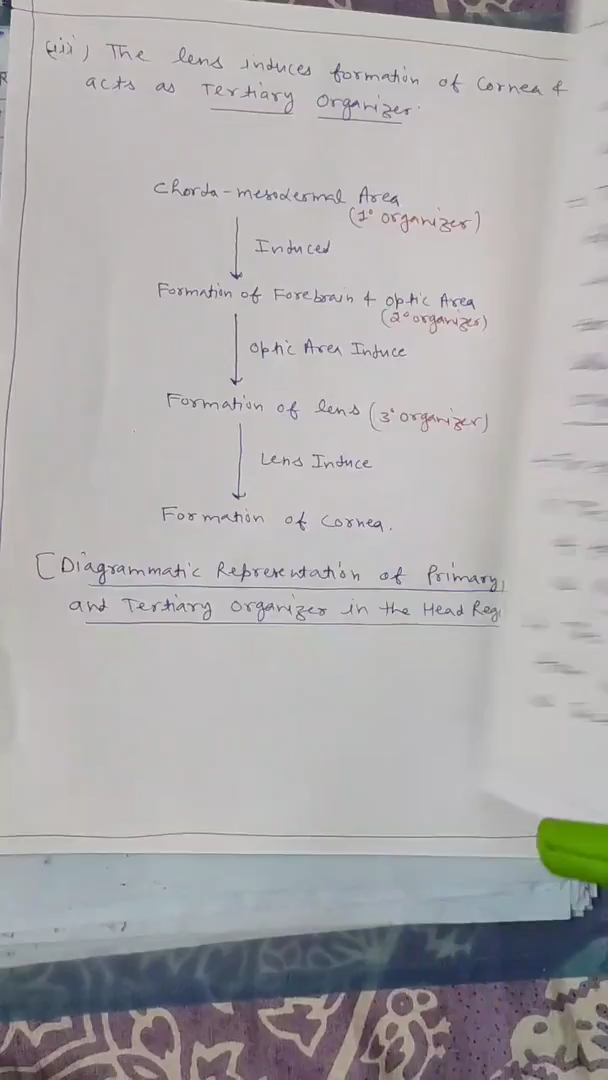 (iii) The lens induces formation of Cornea &
acts as Tertiary Organizer.
Chorda-mesodermal Area
(1° organizer)
Induced
Formation of Forebrain & optic Area
(2° organizer)
optic Area Induce
Formation of lens (3° organizer)
Lens Induce
Formation of Cornea.
[Diagrammatic Representation of Primary,
and Tertiary Organizer in the Head Reg